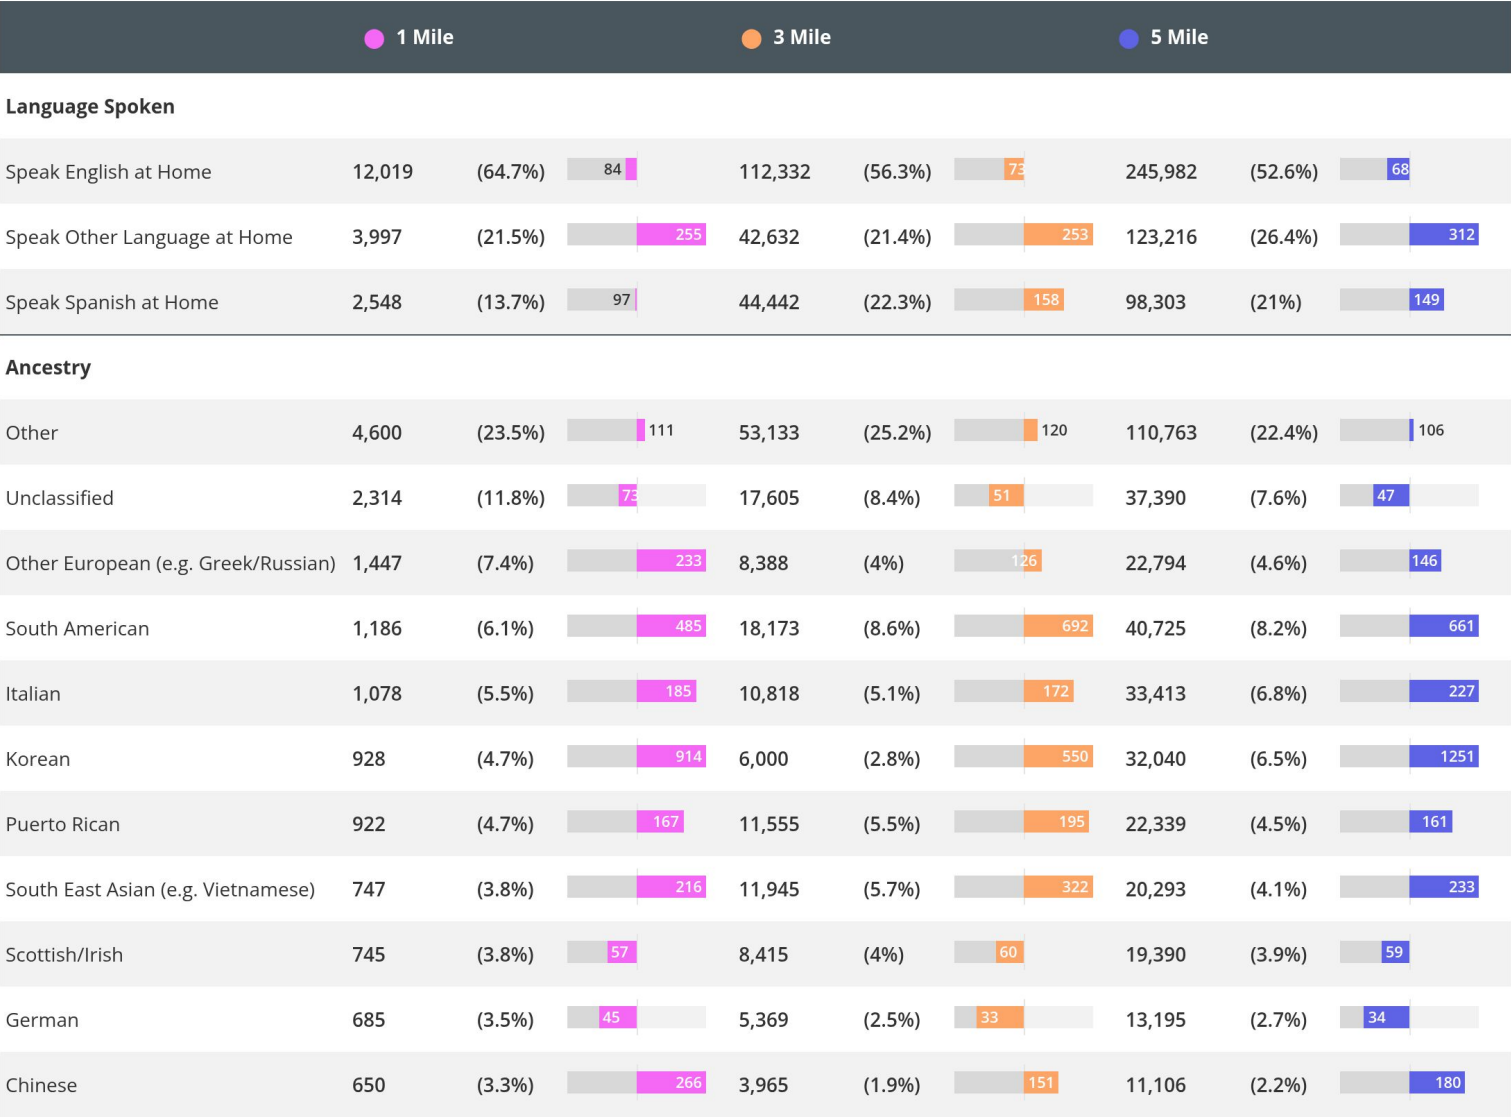 1 Mile 3 Mile 5 Mile
Language Spoken
Speak English at Home 12,019 (64.7%) 84 112,332 (56.3%) 73 245,982 (52.6%) 68
Speak Other Language at Home 3,997 (21.5%) 255 42,632 (21.4%) 253 123,216 (26.4%) 312
Speak Spanish at Home 2,548 (13.7%) 97 44,442 (22.3%) 158 98,303 (21%) 149
Ancestry
Other 4,600 (23.5%) 111 53,133 (25.2%) 120 110,763 (22.4%) 106
Unclassified 2,314 (11.8%) 73 17,605 (8.4%) 51 37,390 (7.6%) 47
Other European (e.g. Greek/Russian) 1,447 (7.4%) 233 8,388 (4%) 126 22,794 (4.6%) 146
South American 1,186 (6.1%) 485 18,173 (8.6%) 692 40,725 (8.2%) 661
Italian 1,078 (5.5%) 185 10,818 (5.1%) 172 33,413 (6.8%) 227
Korean 928 (4.7%) 914 6,000 (2.8%) 550 32,040 (6.5%) 1251
Puerto Rican 922 (4.7%) 167 11,555 (5.5%) 195 22,339 (4.5%) 161
South East Asian (e.g. Vietnamese) 747 (3.8%) 216 11,945 (5.7%) 322 20,293 (4.1%) 233
Scottish/Irish 745 (3.8%) 57 8,415 (4%) 60 19,390 (3.9%) 59
German 685 (3.5%) 45 5,369 (2.5%) 33 13,195 (2.7%) 34
Chinese 650 (3.3%) 266 3,965 (1.9%) 151 11,106 (2.2%) 180